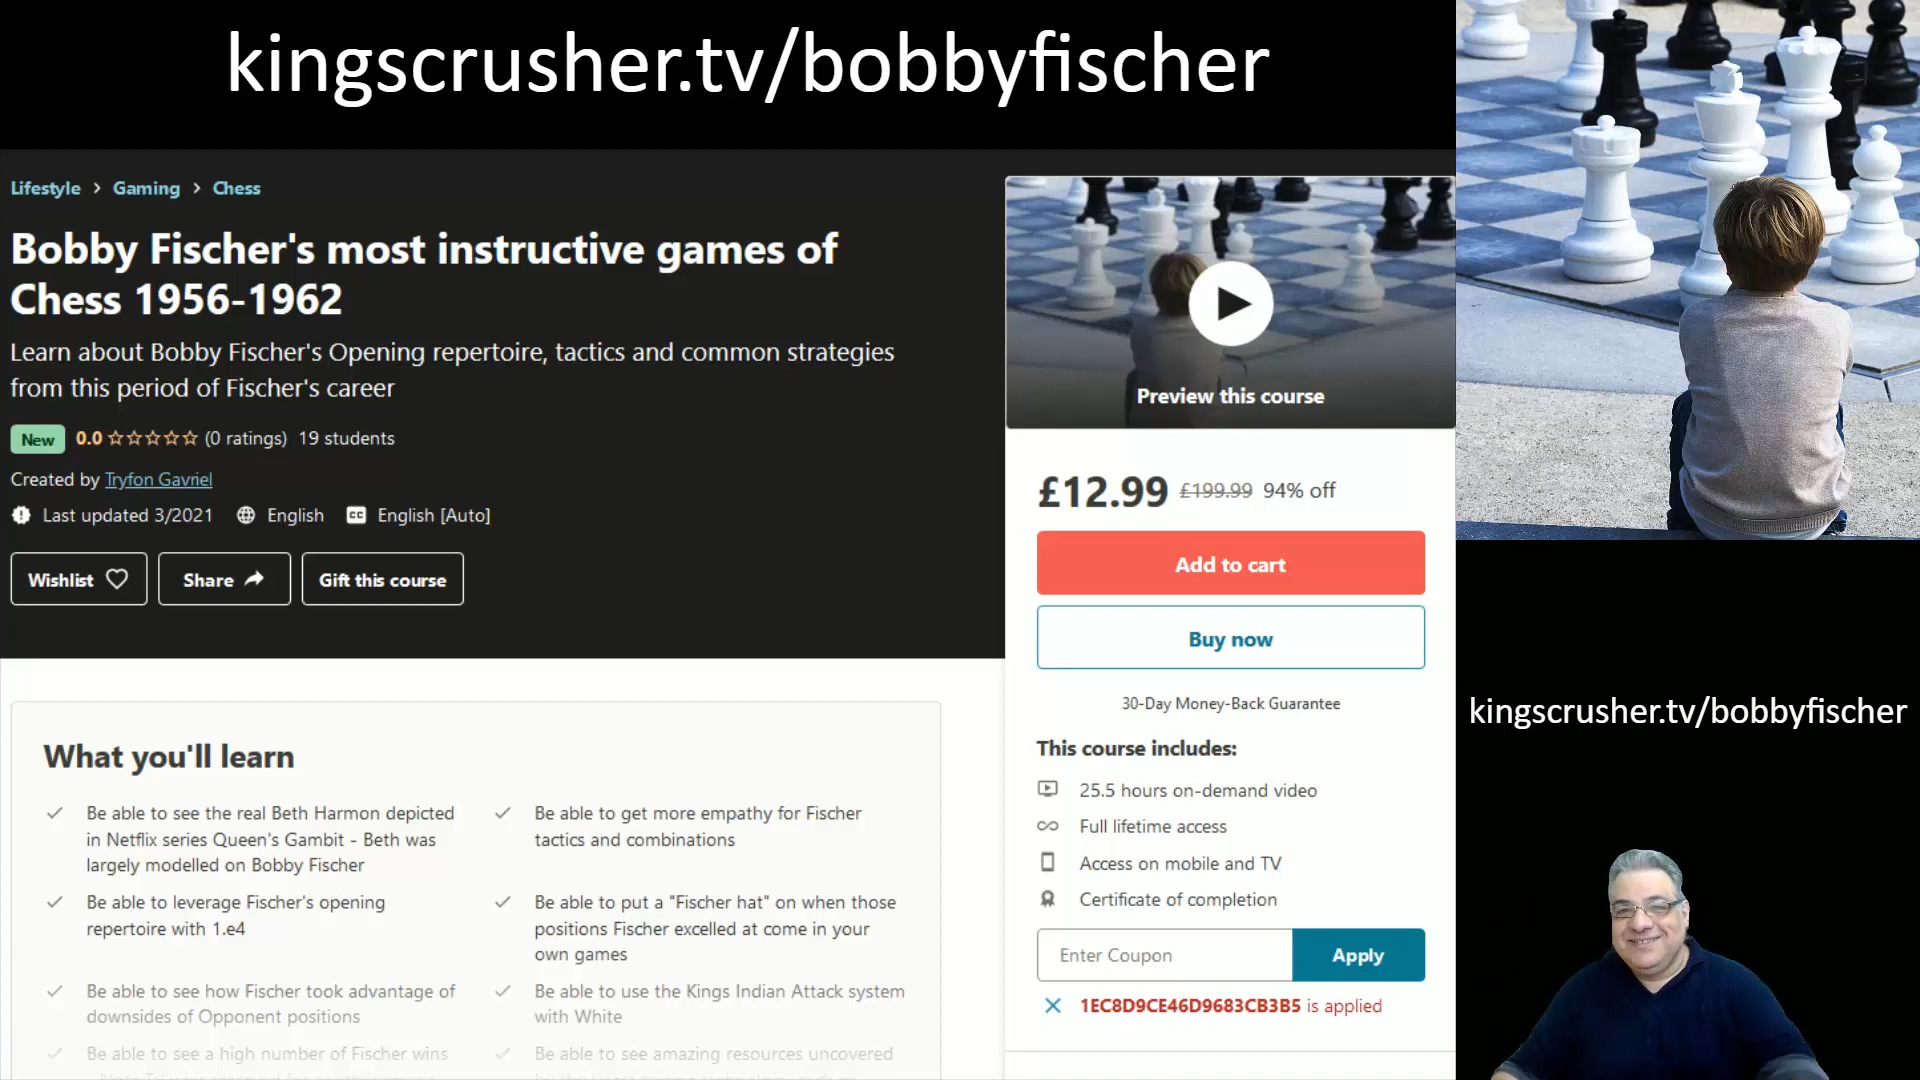 kingscrusher.tv/bobbyfischer
Lifestyle > Gaming > Chess
Bobby Fischer's most instructive games of
Chess 1956-1962
Learn about Bobby Fischer's Opening repertoire, tactics and common strategies
from this period of Fischer's career
New 0.0 (0 ratings) 19 students
Created by Tryfon Gavriel
Last updated 3/2021 English CC English [Auto]
Wishlist Share Gift this course
What you'll learn
Be able to see the real Beth Harmon depicted
in Netflix series Queen's Gambit - Beth was
largely modelled on Bobby Fischer
Be able to get more empathy for Fischer
tactics and combinations
Be able to leverage Fischer's opening
repertoire with 1.e4
Be able to put a "Fischer hat" on when those
positions Fischer excelled at come in your
own games
Be able to see how Fischer took advantage of
downsides of Opponent positions
Be able to use the Kings Indian Attack system
with White
Be able to see a high number of Fischer wins
Be able to see amazing resources uncovered
Preview this course
£12.99 £199.99 94% off
Add to cart
Buy now
30-Day Money-Back Guarantee
This course includes:
25.5 hours on-demand video
Full lifetime access
Access on mobile and TV
Certificate of completion
Enter Coupon Apply
1EC8D9CE46D9683CB3B5 is applied
kingscrusher.tv/bobbyfischer